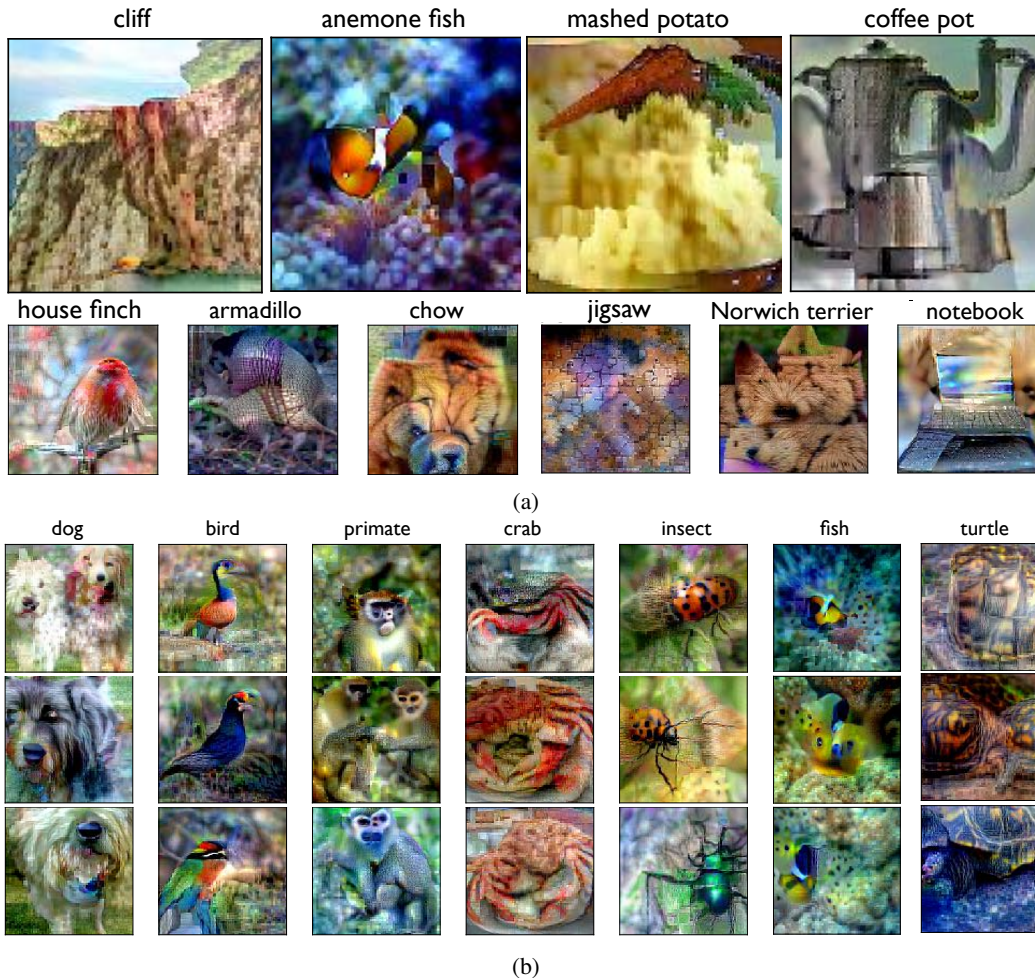 cliff anemone fish mashed potato coffee pot
house finch armadillo chow jigsaw Norwich terrier notebook
(a)
dog bird primate crab insect fish turtle
(b)